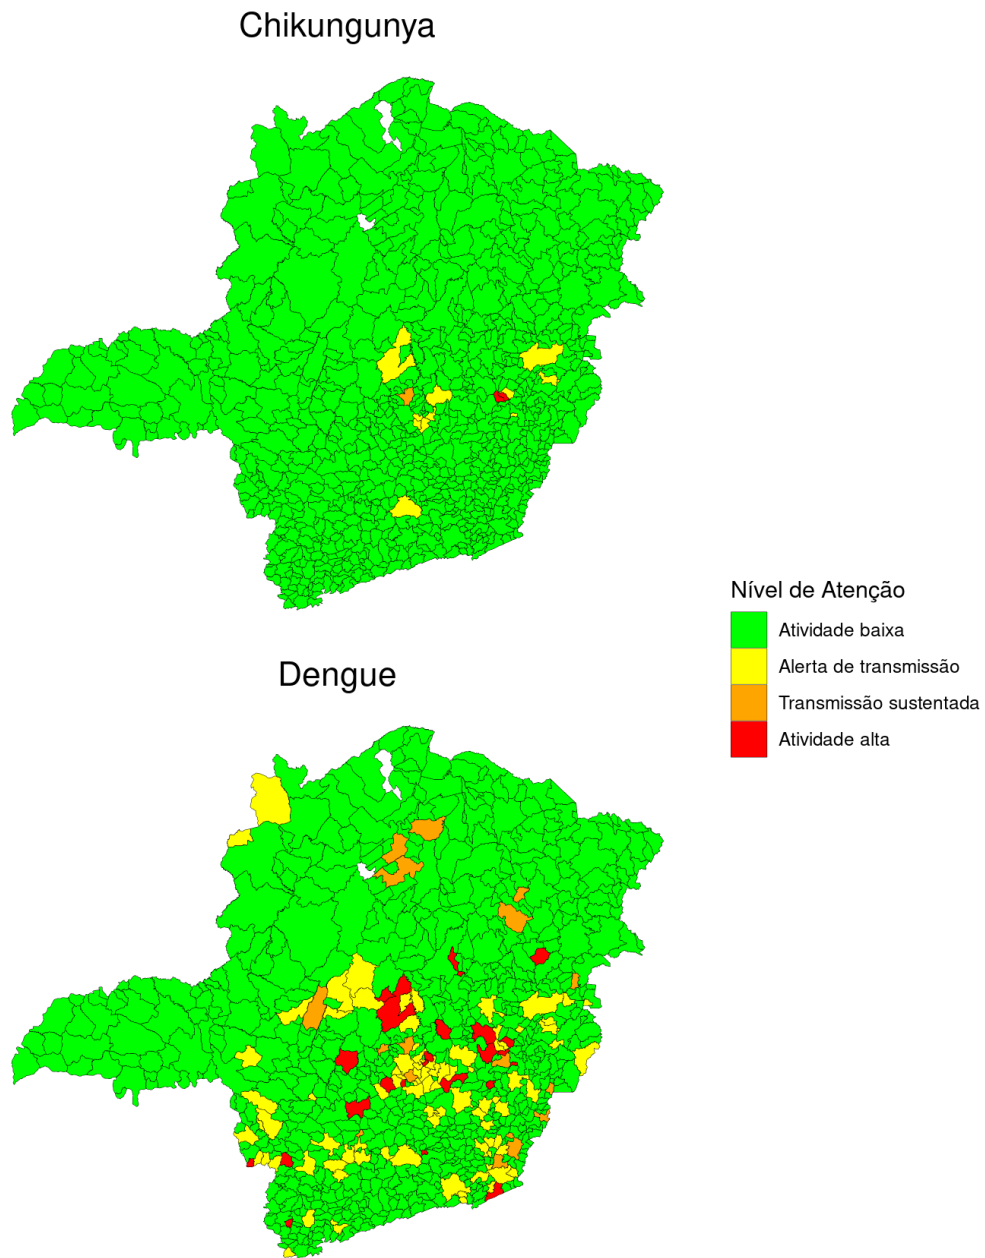 Chikungunya
Nível de Atenção
Atividade baixa
Alerta de transmissão
Transmissão sustentada
Atividade alta
Dengue